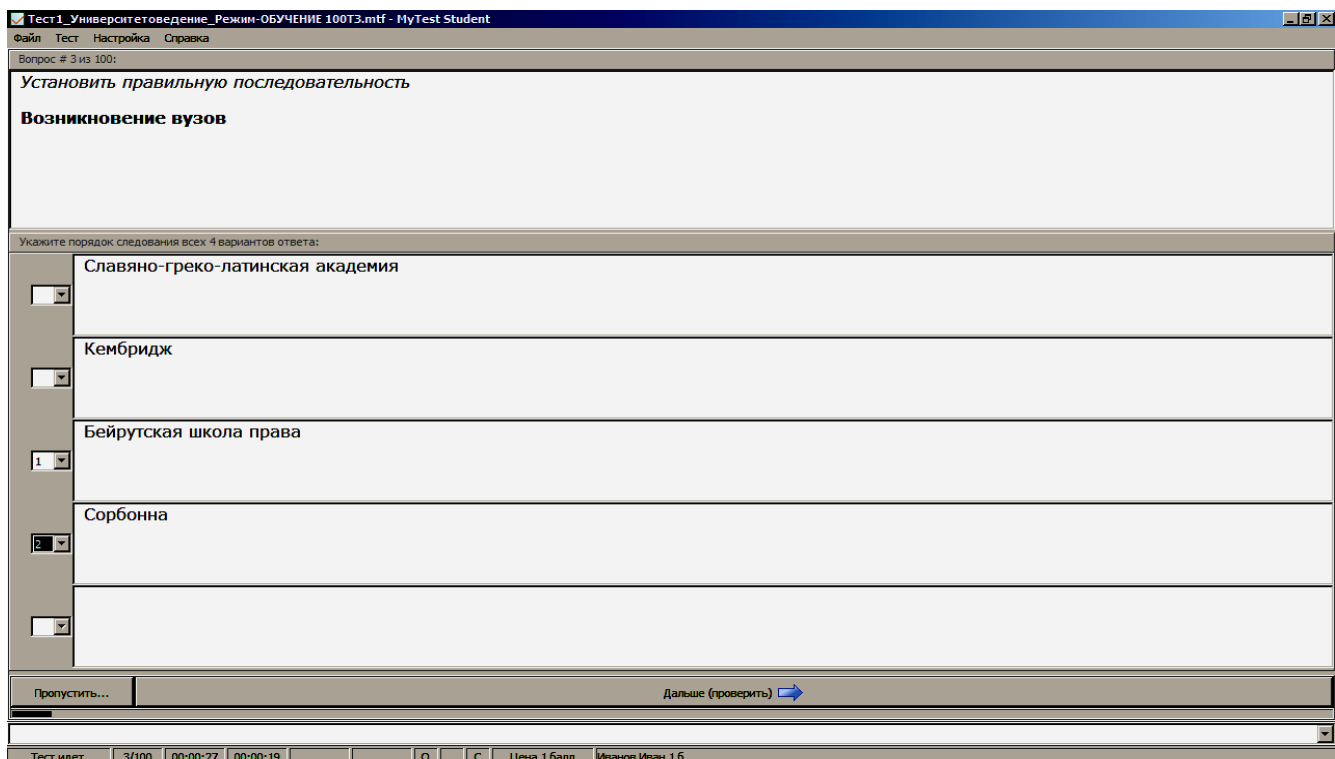 Тест1_Университетоведение_Режим-ОБУЧЕНИЕ 100ТЗ.mtf - MyTest Student
Файл Тест Настройка Справка
Вопрос # 3 из 100:
Установить правильную последовательность
Возникновение вузов
Укажите порядок следования всех 4 вариантов ответа:
Славяно-греко-латинская академия
Кембридж
Бейрутская школа права
1
Сорбонна
2
Пропустить...
Дальше (проверить)
Тест идет 3/100 00:00:27 00:00:19 О С Цена 1 балл Иванов Иван 1 б